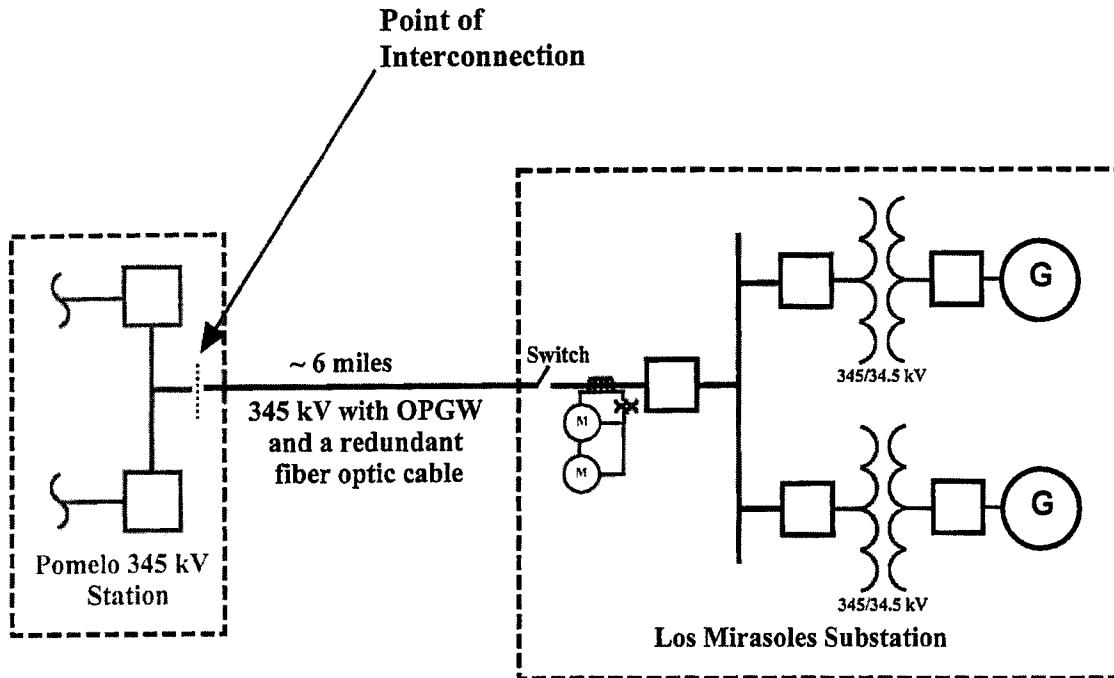 Point of
Interconnection
~ 6 miles
345 kV with OPGW
and a redundant
fiber optic cable
Pomelo 345 kV
Station
Switch
M
M
G
345/34.5 kV
G
345/34.5 kV
Los Mirasoles Substation